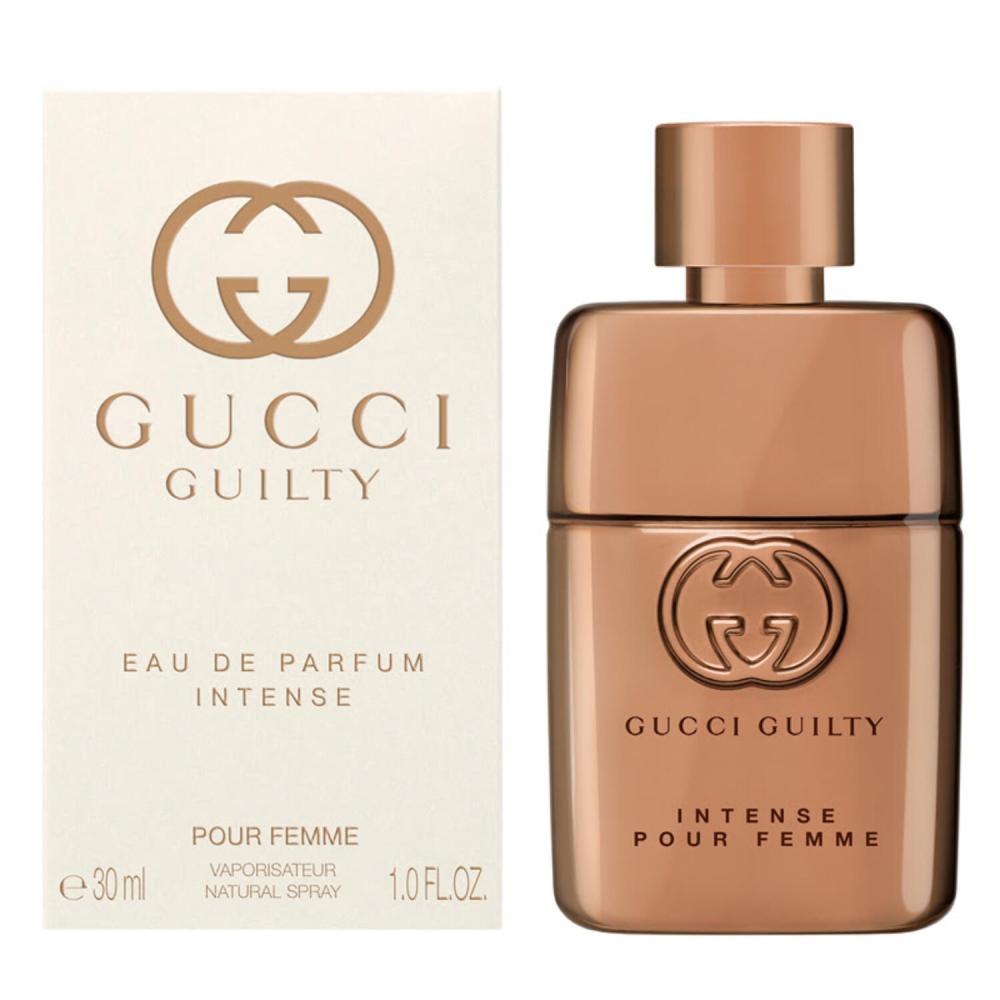 GUCCI
GUILTY
EAU DE PARFUM
INTENSE
POUR FEMME
VAPORISATEUR
NATURAL SPRAY
℮ 30 ml
1.0 FL.OZ.
GUCCI GUILTY
INTENSE
POUR FEMME